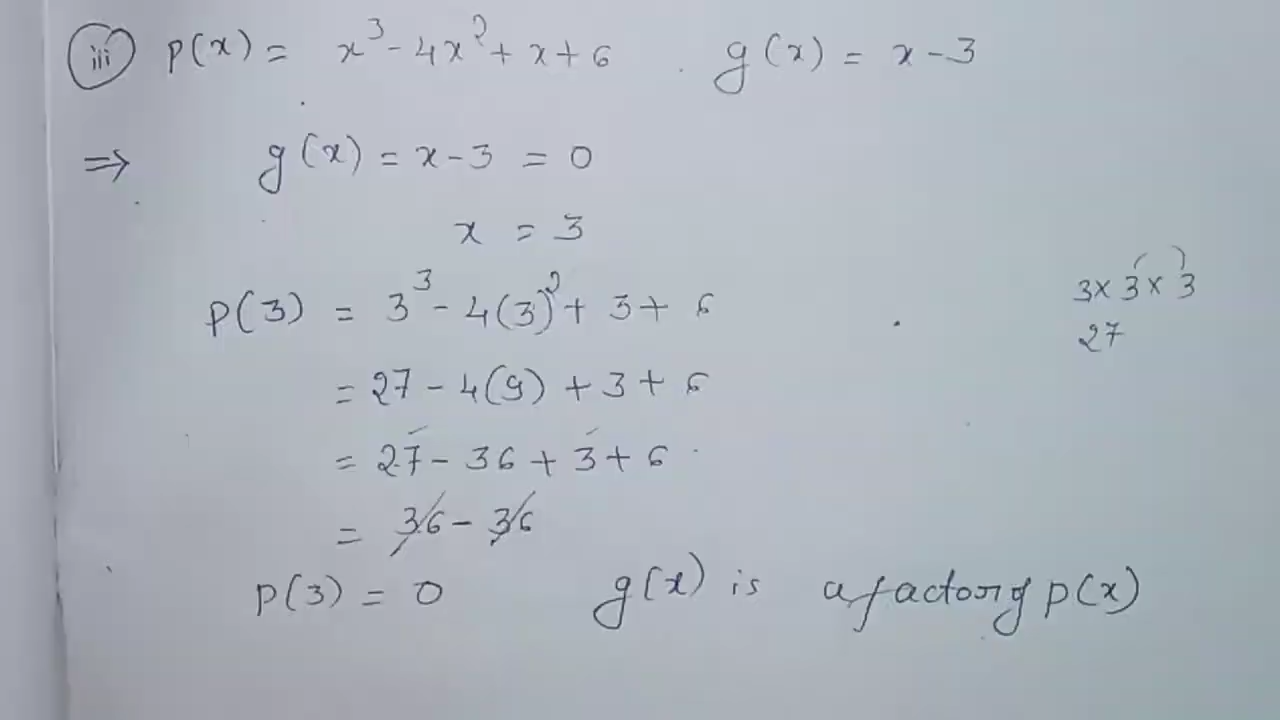 iii P(x) = x³ - 4x² + x + 6 g(x) = x - 3
⇒ g(x) = x - 3 = 0
x = 3
P(3) = 3³ - 4(3)² + 3 + 6
3 x 3 x 3
27
= 27 - 4(9) + 3 + 6
= 27 - 36 + 3 + 6
= 36 - 36
P(3) = 0 g(x) is a factor of p(x)